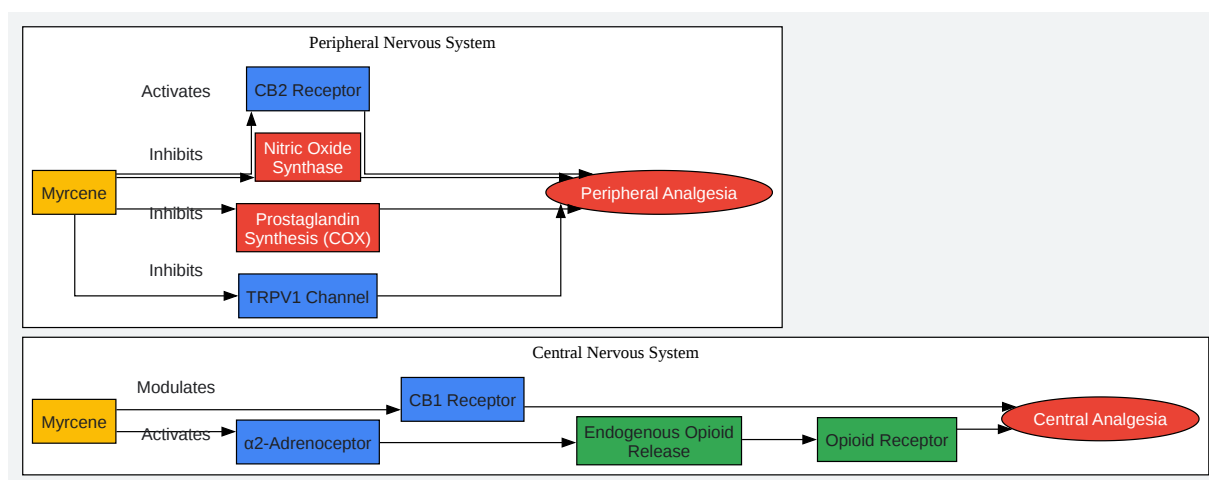 Peripheral Nervous System
Activates
CB2 Receptor
Inhibits
Nitric Oxide
Synthase
Myrcene
Peripheral Analgesia
Inhibits
Prostaglandin
Synthesis (COX)
Inhibits
TRPV1 Channel
Central Nervous System
Modulates
CB1 Receptor
Myrcene
Central Analgesia
Activates
α2-Adrenoceptor
Endogenous Opioid
Release
Opioid Receptor